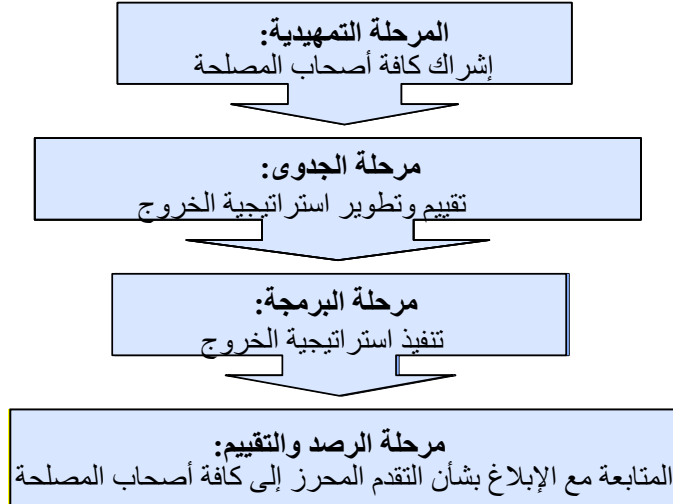 المرحلة التمهيدية:
إشراك كافة أصحاب المصلحة
مرحلة الجدوى:
تقييم وتطوير استراتيجية الخروج
مرحلة البرمجة:
تنفيذ استراتيجية الخروج
مرحلة الرصد والتقييم:
المتابعة مع الإبلاغ بشأن التقدم المحرز إلى كافة أصحاب المصلحة